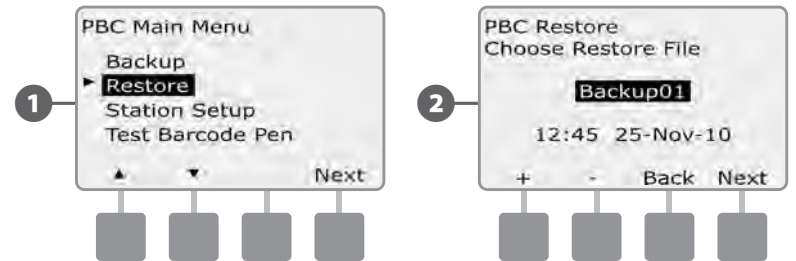 1
PBC Main Menu
Backup
► Restore
Station Setup
Test Barcode Pen
▲ ▼ Next
2
PBC Restore
Choose Restore File
Backup01
12:45 25-Nov-10
+ - Back Next